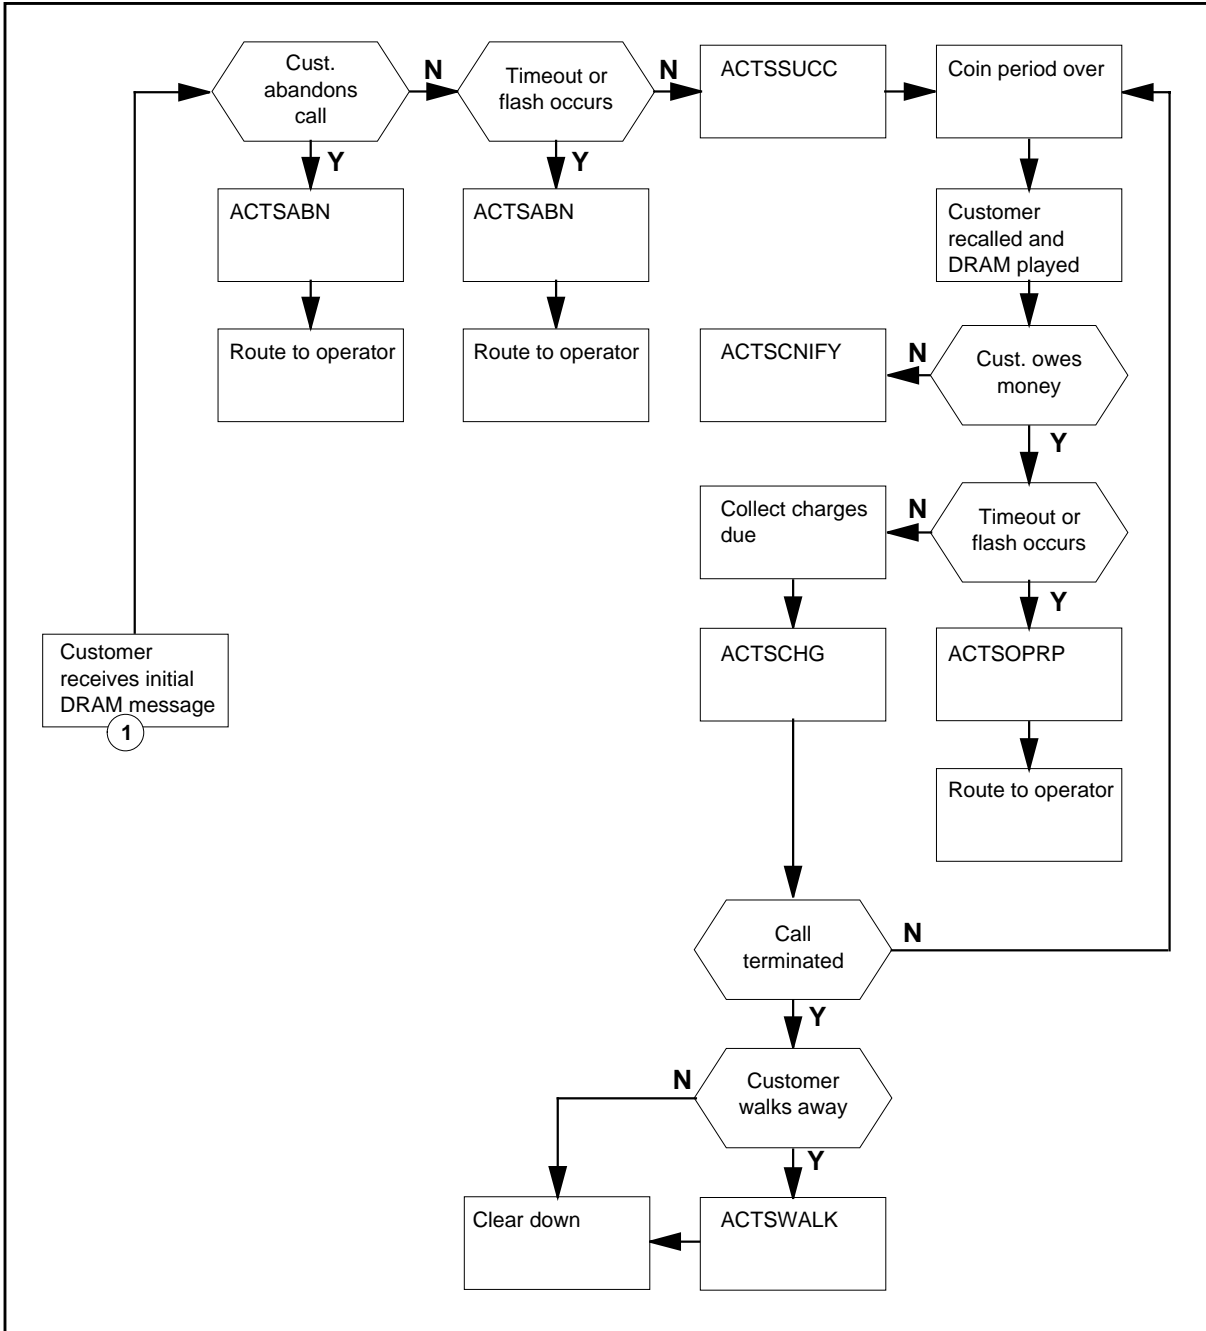 Cust.
abandons
call
N
Timeout or
flash occurs
N
ACTSSUCC
Coin period over
Y
Y
ACTSABN
ACTSABN
Customer
recalled and
DRAM played
Route to operator
Route to operator
ACTSCNIFY
N
Cust. owes
money
Y
Collect charges
due
N
Timeout or
flash occurs
Y
Customer
receives initial
DRAM message
1
ACTSCHG
ACTSOPRP
Route to operator
Call
terminated
N
Y
N
Customer
walks away
Y
Clear down
ACTSWALK